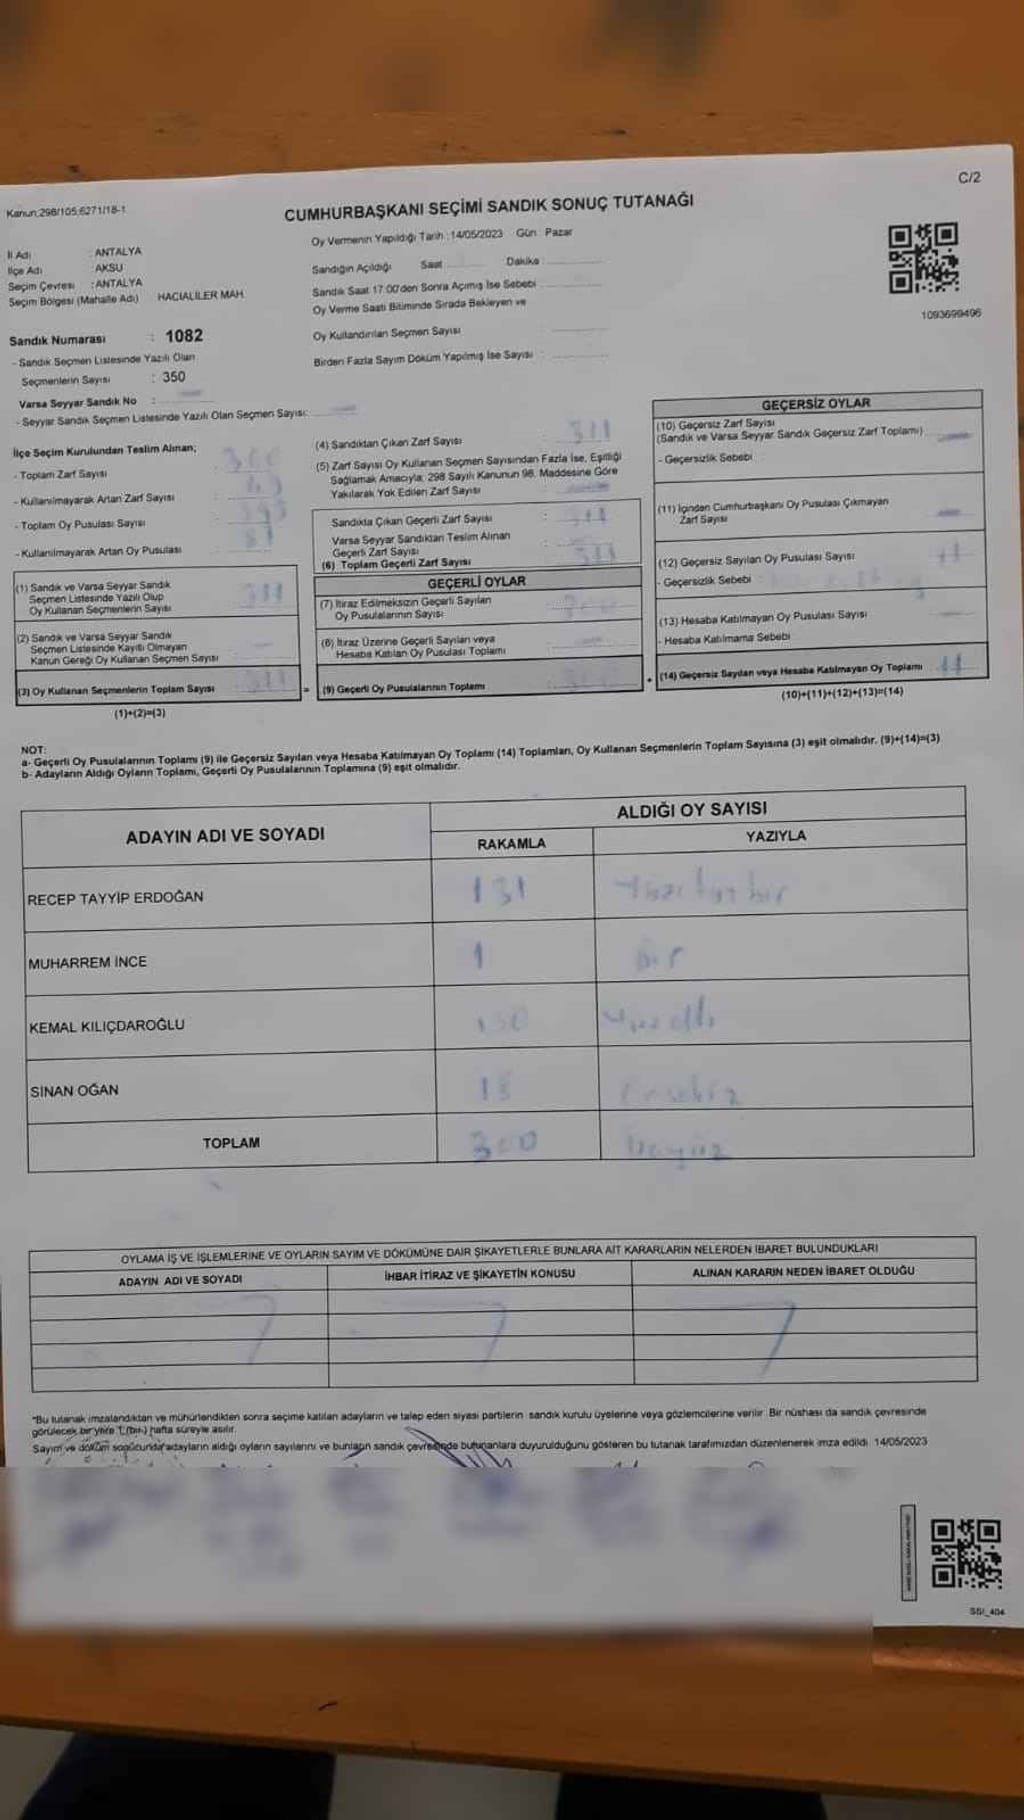 C/2
Kanun:298/105;6271/18-1
CUMHURBAŞKANI SEÇİMİ SANDIK SONUÇ TUTANAĞI
Oy Vermenin Yapıldığı Tarih :14/05/2023 Gün : Pazar
İl Adı : ANTALYA
İlçe Adı : AKSU
Seçim Çevresi : ANTALYA
Seçim Bölgesi (Mahalle Adı) HACIALİLER MAH.
Sandığın Açıldığı Saat Dakika :
Sandık Saat 17:00'den Sonra Açımış İse Sebebi
Oy Verme Saati Bitiminde Sırada Bekleyen ve
Oy Kullandırılan Seçmen Sayısı :
Birden Fazla Sayım Döküm Yapılmış İse Sayısı :
1093699496
Sandık Numarası : 1082
- Sandık Seçmen Listesinde Yazılı Olan
Seçmenlerin Sayısı : 350
Varsa Seyyar Sandık No :
- Seyyar Sandık Seçmen Listesinde Yazılı Olan Seçmen Sayısı:
İlçe Seçim Kurulundan Teslim Alınan;
- Toplam Zarf Sayısı :
- Kullanılmayarak Artan Zarf Sayısı :
- Toplam Oy Pusulası Sayısı :
- Kullanılmayarak Artan Oy Pusulası :
(1) Sandık ve Varsa Seyyar Sandık
Seçmen Listesinde Yazılı Olup
Oy Kullanan Seçmenlerin Sayısı : 311
(2) Sandık ve Varsa Seyyar Sandık
Seçmen Listesinde Kayıtlı Olmayan
Kanun Gereği Oy Kullanan Seçmen Sayısı
(3) Oy Kullanan Seçmenlerin Toplam Sayısı : 311
(1)+(2)=(3)
(4) Sandıktan Çıkan Zarf Sayısı : 311
(5) Zarf Sayısı Oy Kullanan Seçmen Sayısından Fazla İse, Eşitliği
Sağlamak Amacıyla; 298 Sayılı Kanunun 98. Maddesine Göre
Yakılarak Yok Edilen Zarf Sayısı :
Sandıkta Çıkan Geçerli Zarf Sayısı : 311
Varsa Seyyar Sandıktan Teslim Alınan
Geçerli Zarf Sayısı :
(6) Toplam Geçerli Zarf Sayısı : 311
GEÇERLİ OYLAR
(7) İtiraz Edilmeksizin Geçerli Sayılan
Oy Pusulalarının Sayısı : 300
(8) İtiraz Üzerine Geçerli Sayılan veya
Hesaba Katılan Oy Pusulası Toplamı
(9) Geçerli Oy Pusulalarının Toplamı : 300
GEÇERSİZ OYLAR
(10) Geçersiz Zarf Sayısı
(Sandık ve Varsa Seyyar Sandık Geçersiz Zarf Toplamı)
- Geçersizlik Sebebi :
(11) İçinden Cumhurbaşkanı Oy Pusulası Çıkmayan
Zarf Sayısı
(12) Geçersiz Sayılan Oy Pusulası Sayısı : 11
- Geçersizlik Sebebi :
(13) Hesaba Katılmayan Oy Pusulası Sayısı :
- Hesaba Katılmama Sebebi
(14) Geçersiz Sayılan veya Hesaba Katılmayan Oy Toplamı 11
(10)+(11)+(12)+(13)=(14)
NOT:
a- Geçerli Oy Pusulalarının Toplamı (9) ile Geçersiz Sayılan veya Hesaba Katılmayan Oy Toplamı (14) Toplamları, Oy Kullanan Seçmenlerin Toplam Sayısına (3) eşit olmalıdır. (9)+(14)=(3)
b- Adayların Aldığı Oyların Toplamı, Geçerli Oy Pusulalarının Toplamına (9) eşit olmalıdır.
ADAYIN ADI VE SOYADI ALDIĞI OY SAYISI
RAKAMLA YAZIYLA
RECEP TAYYİP ERDOĞAN 131 Yüzotuzbir
MUHARREM İNCE 1 Bir
KEMAL KILIÇDAROĞLU 150 Yüzelli
SİNAN OĞAN 18 Onsekiz
TOPLAM 300 Üçyüz
OYLAMA İŞ VE İŞLEMLERİNE VE OYLARIN SAYIM VE DÖKÜMÜNE DAİR ŞİKAYETLERLE BUNLARA AİT KARARLARIN NELERDEN İBARET BULUNDUKLARI
ADAYIN ADI VE SOYADI İHBAR İTİRAZ VE ŞİKAYETİN KONUSU ALINAN KARARIN NEDEN İBARET OLDUĞU
*Bu tutanak imzalandıktan ve mühürlendikten sonra seçime katılan adayların ve talep eden siyasi partilerin sandık kurulu üyelerine veya gözlemcilerine verilir. Bir nüshası da sandık çevresinde
görülecek bir yere 1 (bir) hafta süreyle asılır.
Sayım ve döküm sonucunda adayların aldığı oyların sayılarını ve bunların sandık çevresinde bulunanlara duyurulduğunu gösteren bu tutanak tarafımızdan düzenlenerek imza edildi. 14/05/2023
SSI_404